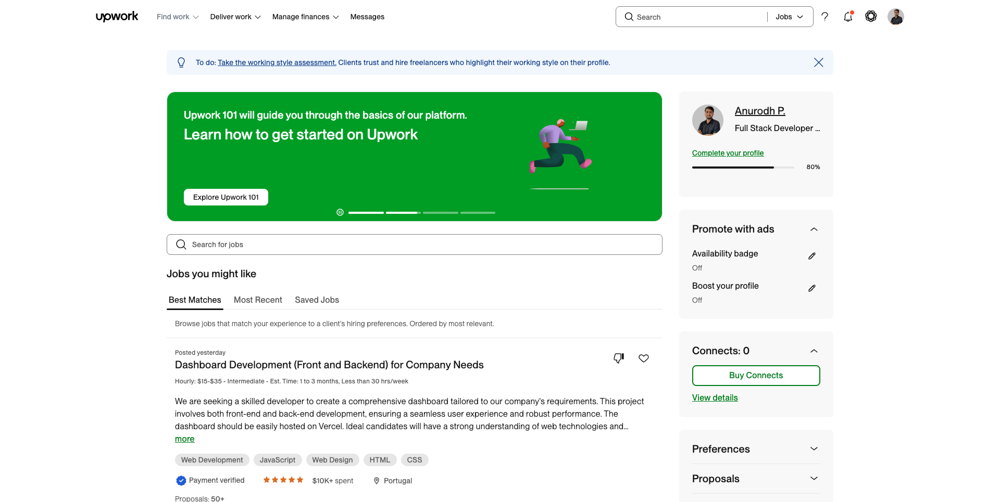 upwork
Find work
Deliver work
Manage finances
Messages
Search
Jobs
To do: Take the working style assessment. Clients trust and hire freelancers who highlight their working style on their profile.
Upwork 101 will guide you through the basics of our platform.
Learn how to get started on Upwork
Explore Upwork 101
Search for jobs
Jobs you might like
Best Matches
Most Recent
Saved Jobs
Browse jobs that match your experience to a client's hiring preferences. Ordered by most relevant.
Posted yesterday
Dashboard Development (Front and Backend) for Company Needs
Hourly: $15-$35 - Intermediate - Est. Time: 1 to 3 months, Less than 30 hrs/week
We are seeking a skilled developer to create a comprehensive dashboard tailored to our company's requirements. This project
involves both front-end and back-end development, ensuring a seamless user experience and robust performance. The
dashboard should be easily hosted on Vercel. Ideal candidates will have a strong understanding of web technologies and...
more
Web Development
JavaScript
Web Design
HTML
CSS
Payment verified
$10K+ spent
Portugal
Proposals: 50+
Anurodh P.
Full Stack Developer ...
Complete your profile
80%
Promote with ads
Availability badge
Off
Boost your profile
Off
Connects: 0
Buy Connects
View details
Preferences
Proposals